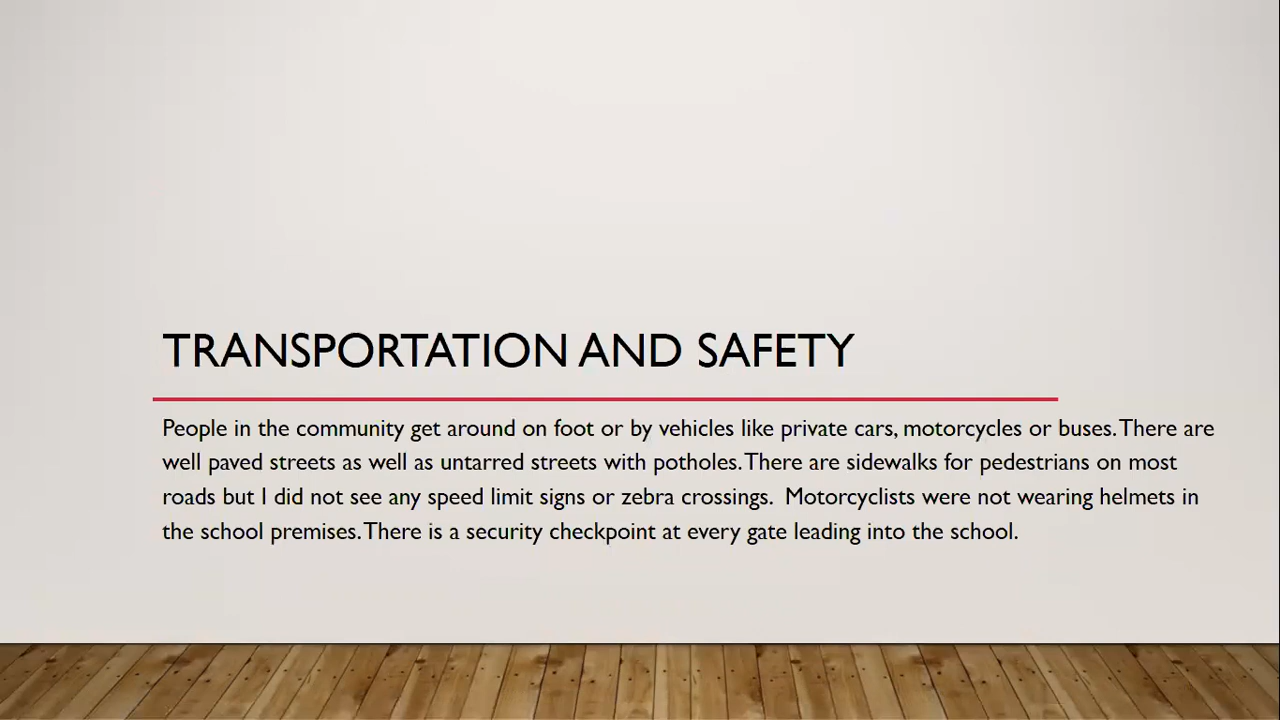 TRANSPORTATION AND SAFETY
People in the community get around on foot or by vehicles like private cars, motorcycles or buses. There are
well paved streets as well as untarred streets with potholes. There are sidewalks for pedestrians on most
roads but I did not see any speed limit signs or zebra crossings.  Motorcyclists were not wearing helmets in
the school premises. There is a security checkpoint at every gate leading into the school.